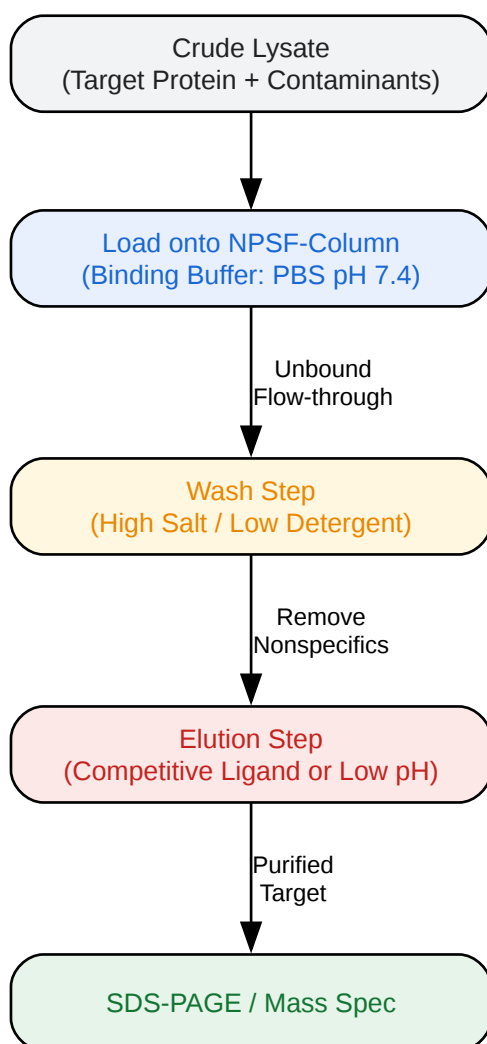 Crude Lysate
(Target Protein + Contaminants)
Load onto NPSF-Column
(Binding Buffer: PBS pH 7.4)
Unbound
Flow-through
Wash Step
(High Salt / Low Detergent)
Remove
Nonspecifics
Elution Step
(Competitive Ligand or Low pH)
Purified
Target
SDS-PAGE / Mass Spec